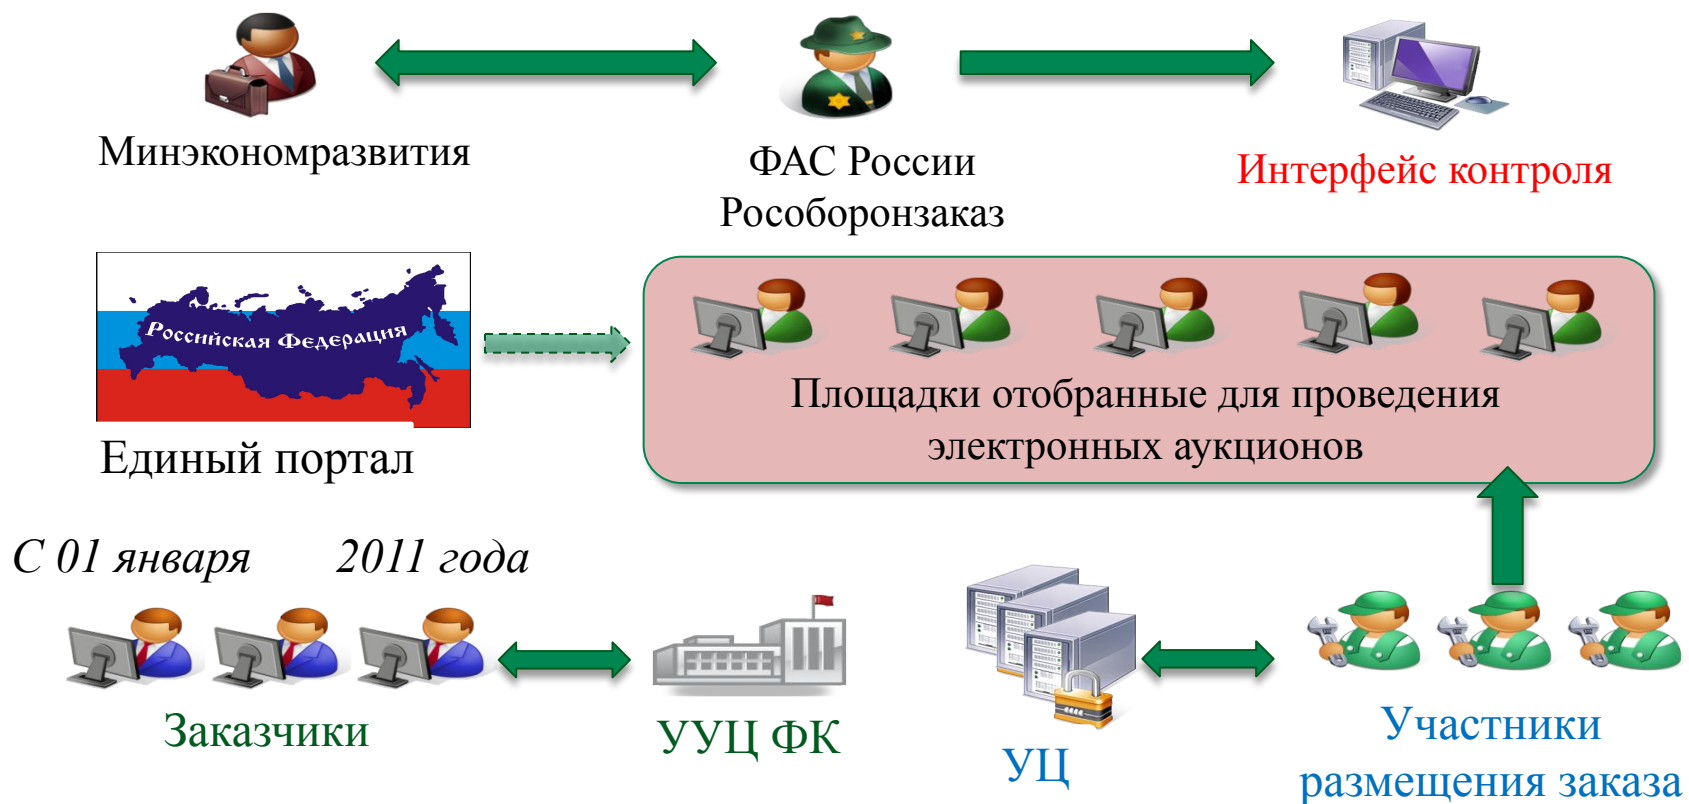 Минэкономразвития
ФАС России
Рособоронзаказ
Интерфейс контроля
Российская Федерация
Единый портал
Площадки отобранные для проведения
электронных аукционов
С 01 января 2011 года
Заказчики
УУЦ ФК
УЦ
Участники
размещения заказа